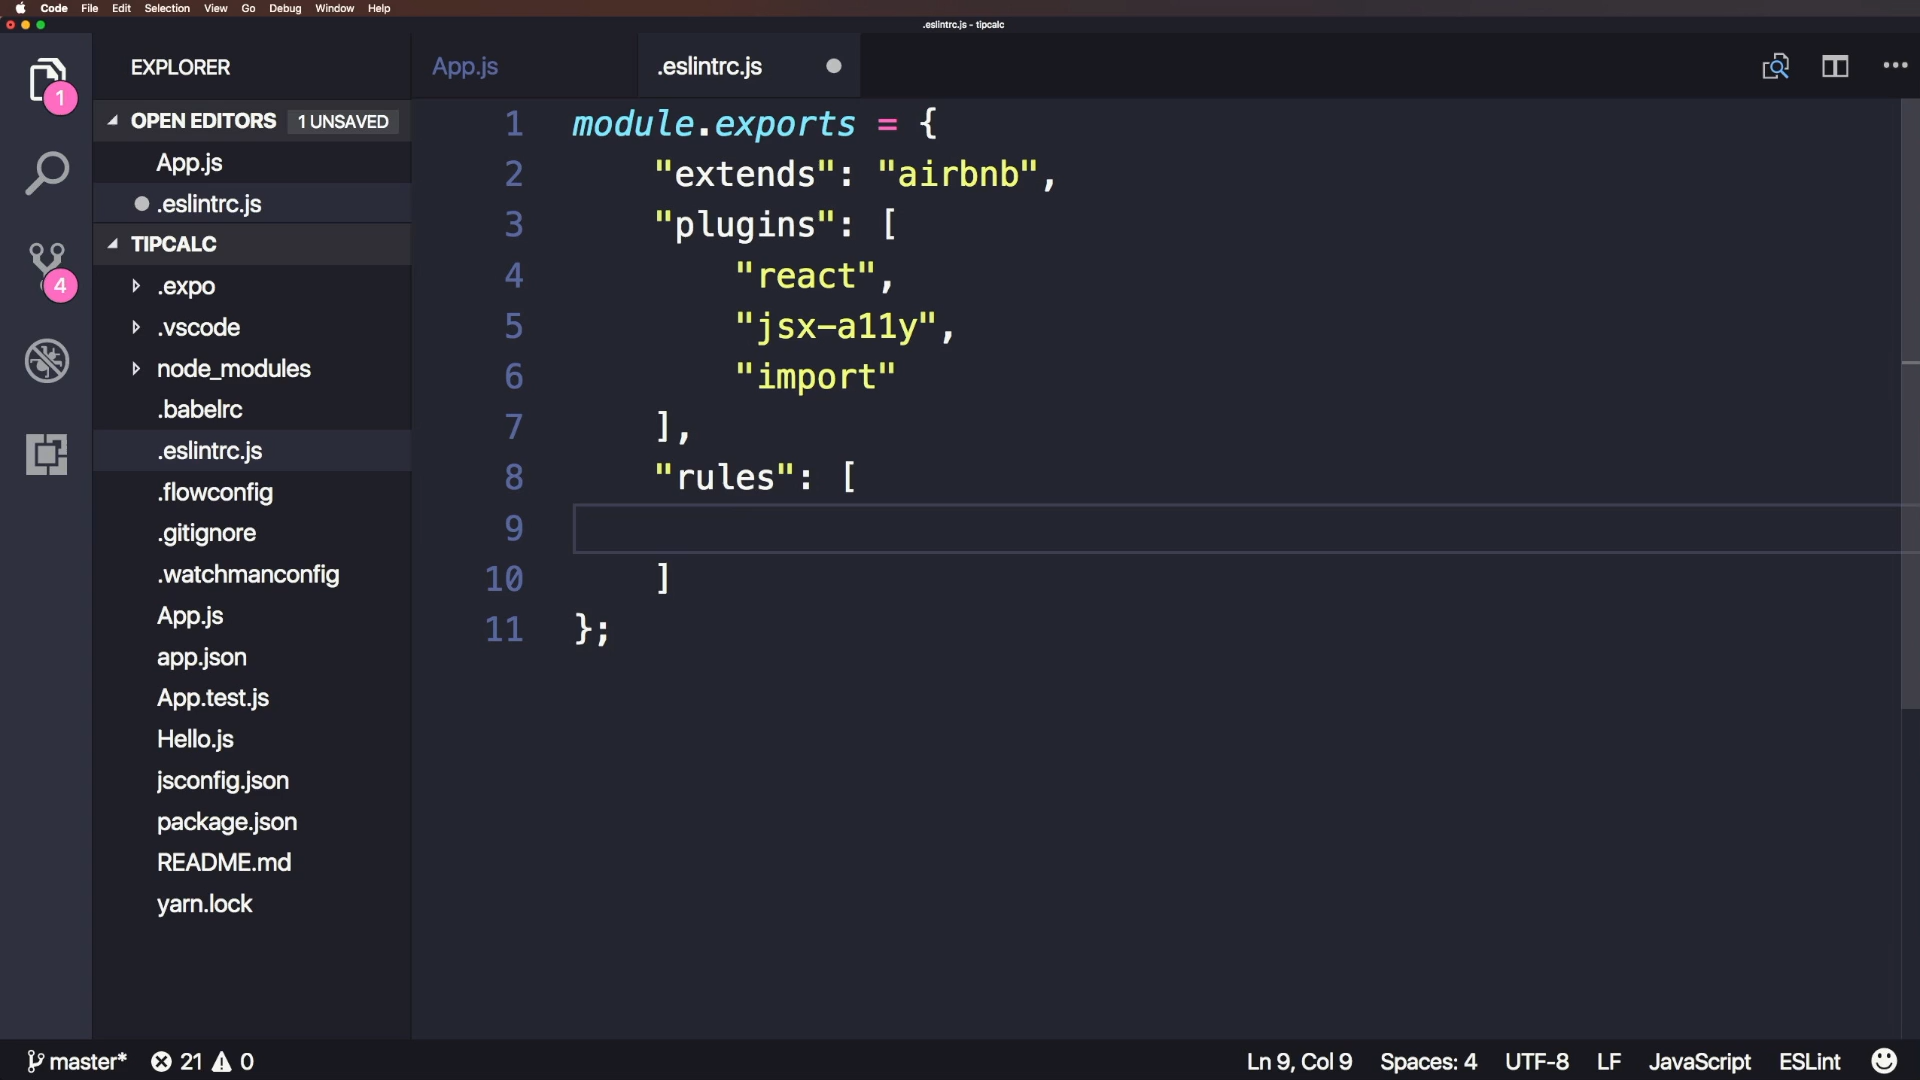 Code File Edit Selection View Go Debug Window Help
.eslintrc.js - tipcalc
EXPLORER
App.js
.eslintrc.js
1
OPEN EDITORS 1 UNSAVED
App.js
.eslintrc.js
TIPCALC
4
.expo
.vscode
node_modules
.babelrc
.eslintrc.js
.flowconfig
.gitignore
.watchmanconfig
App.js
app.json
App.test.js
Hello.js
jsconfig.json
package.json
README.md
yarn.lock
1 module.exports = {
2 "extends": "airbnb",
3 "plugins": [
4 "react",
5 "jsx-a11y",
6 "import"
7 ],
8 "rules": [
9
10 ]
11 };
master* 21 0 Ln 9, Col 9 Spaces: 4 UTF-8 LF JavaScript ESLint